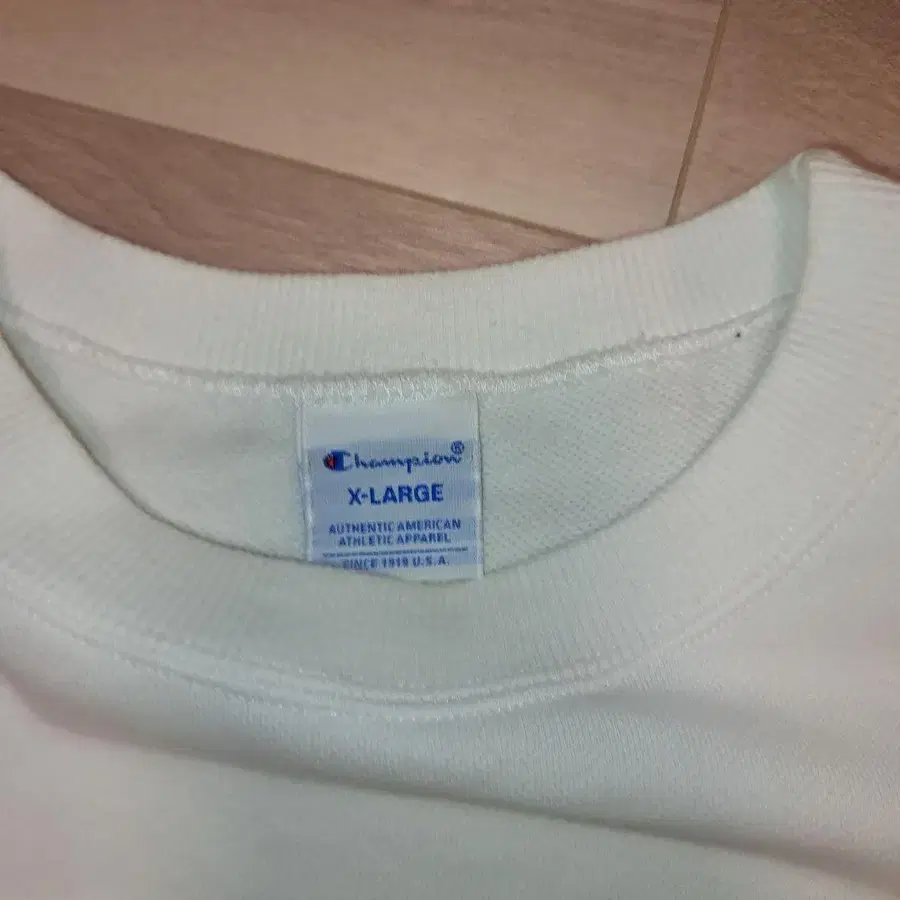 Champion®
X-LARGE
AUTHENTIC AMERICAN
ATHLETIC APPAREL
SINCE 1919 U.S.A.